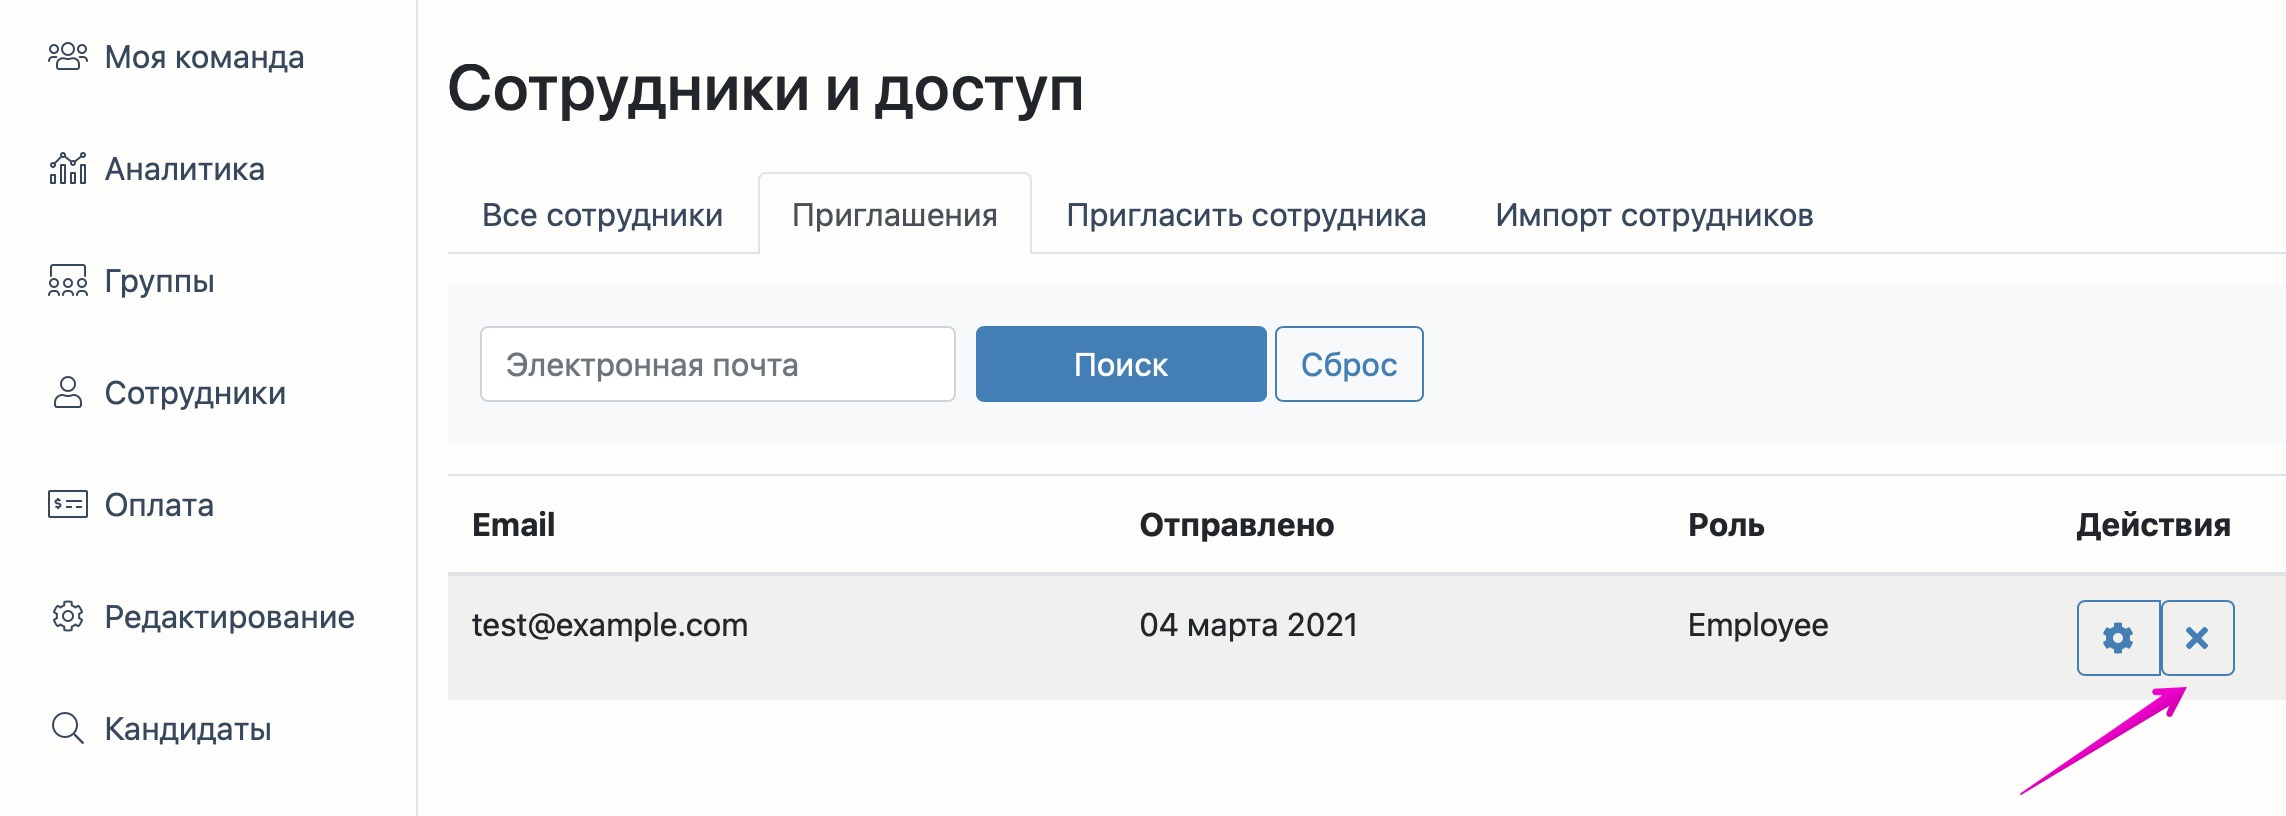 Моя команда
Аналитика
Группы
Сотрудники
Оплата
Редактирование
Кандидаты
Сотрудники и доступ
Все сотрудники
Приглашения
Пригласить сотрудника
Импорт сотрудников
Электронная почта
Поиск
Сброс
Email
Отправлено
Роль
Действия
test@example.com
04 марта 2021
Employee